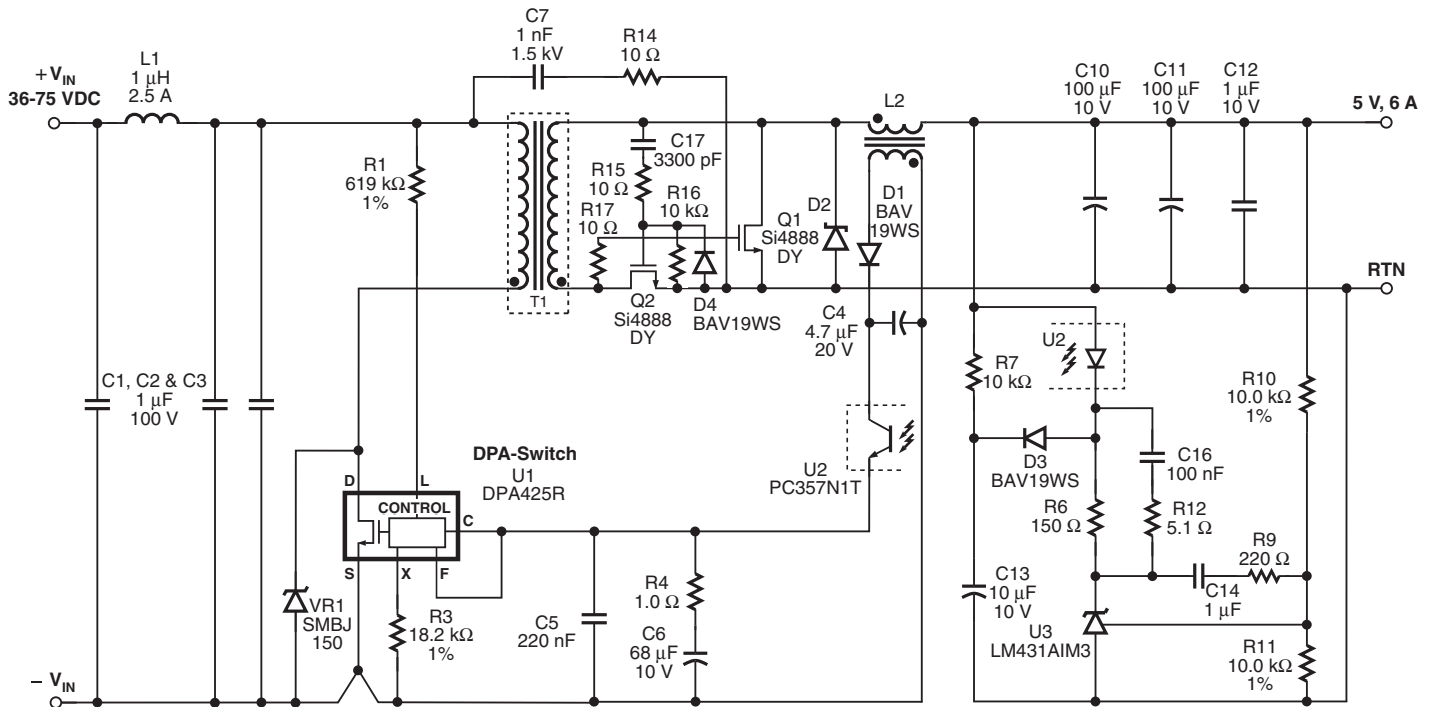 C7
1 nF
1.5 kV
R14
10 Ω
L1
1 µH
2.5 A
+ VIN
36-75 VDC
L2
C10
100 µF
10 V
C11
100 µF
10 V
C12
1 µF
10 V
5 V, 6 A
R1
619 kΩ
1%
C17
3300 pF
R15
10 Ω
R16
10 kΩ
R17
10 Ω
Q1
Si4888
DY
D2
D1
BAV
19WS
RTN
T1
Q2
Si4888
DY
D4
BAV19WS
C4
4.7 µF
20 V
U2
R7
10 kΩ
R10
10.0 kΩ
1%
C1, C2 & C3
1 µF
100 V
DPA-Switch
U1
DPA425R
U2
PC357N1T
D3
BAV19WS
C16
100 nF
D
L
CONTROL
C
S
X
F
R6
150 Ω
R12
5.1 Ω
R9
220 Ω
C14
1 µF
VR1
SMBJ
150
R3
18.2 kΩ
1%
C5
220 nF
R4
1.0 Ω
C6
68 µF
10 V
C13
10 µF
10 V
U3
LM431AIM3
R11
10.0 kΩ
1%
− VIN